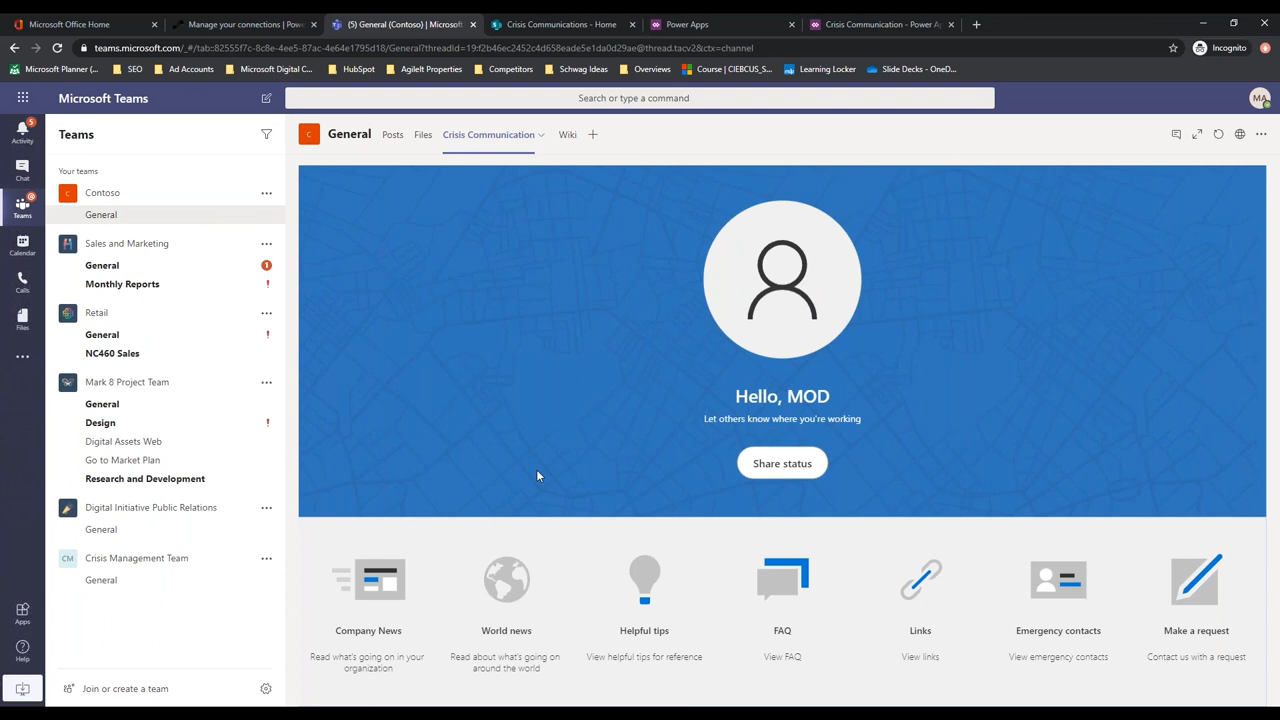 Microsoft Office Home
Manage your connections | Pow
(5) General (Contoso) | Microsof
Crisis Communications - Home
Power Apps
Crisis Communication - Power Ap
teams.microsoft.com/_#/tab:82555f7c-8c8e-4ee5-87ac-4e64e1795d18/General?threadId=19:f2b46ec2452c4d658eade5e1da0d29ae@thread.tacv2&ctx=channel
Incognito
Microsoft Planner (...
SEO
Ad Accounts
Microsoft Digital C...
HubSpot
AgileIt Properties
Competitors
Schwag Ideas
Overviews
Course | CIEBCUS_S...
Learning Locker
Slide Decks - OneD...
Microsoft Teams
Search or type a command
MA
Activity
5
Chat
Teams
Calendar
Calls
Files
Apps
Help
Teams
Your teams
C
Contoso
General
Sales and Marketing
General
1
Monthly Reports
!
Retail
General
!
NC460 Sales
Mark 8 Project Team
General
Design
!
Digital Assets Web
Go to Market Plan
Research and Development
Digital Initiative Public Relations
General
CM
Crisis Management Team
General
Join or create a team
C
General
Posts
Files
Crisis Communication
Wiki
Hello, MOD
Let others know where you're working
Share status
Company News
Read what's going on in your
organization
World news
Read about what's going on
around the world
Helpful tips
View helpful tips for reference
FAQ
View FAQ
Links
View links
Emergency contacts
View emergency contacts
Make a request
Contact us with a request